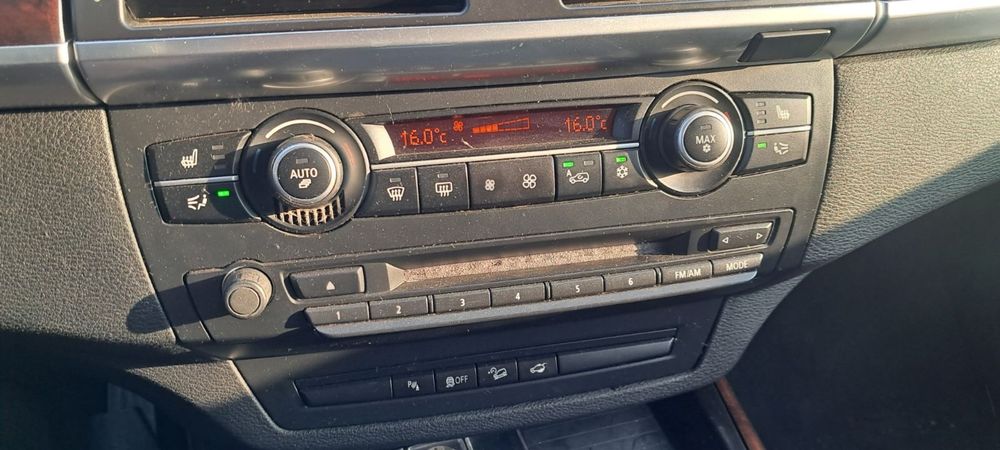 16.0°c 16.0°c
AUTO
MAX
A
1 2 3 4 5 6 FM/AM MODE
P
OFF